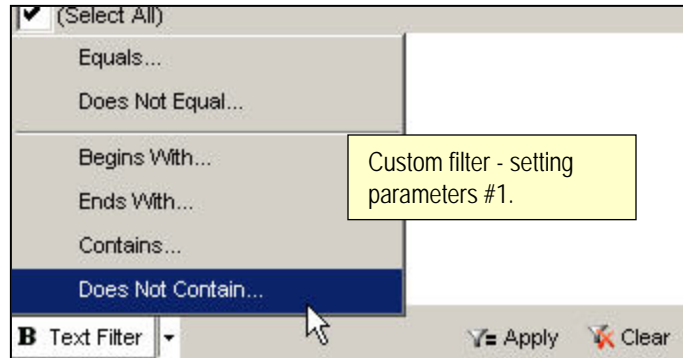 (Select All)
Equals...
Does Not Equal...
Begins With...
Ends With...
Contains...
Does Not Contain...
Custom filter - setting
parameters #1.
B Text Filter
= Apply Clear